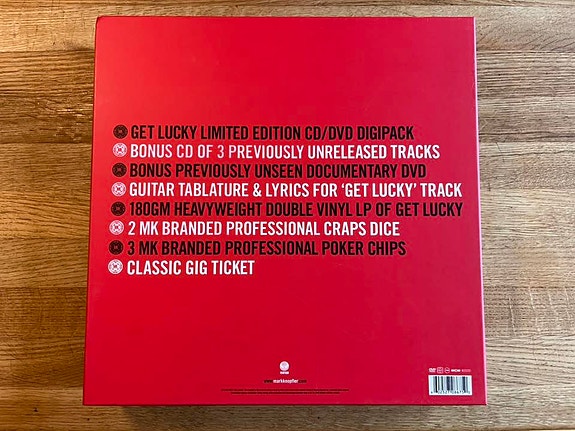 GET LUCKY LIMITED EDITION CD/DVD DIGIPACK
BONUS CD OF 3 PREVIOUSLY UNRELEASED TRACKS
BONUS PREVIOUSLY UNSEEN DOCUMENTARY DVD
GUITAR TABLATURE & LYRICS FOR 'GET LUCKY' TRACK
180GM HEAVYWEIGHT DOUBLE VINYL LP OF GET LUCKY
2 MK BRANDED PROFESSIONAL CRAPS DICE
3 MK BRANDED PROFESSIONAL POKER CHIPS
CLASSIC GIG TICKET
www.markknopfler.com